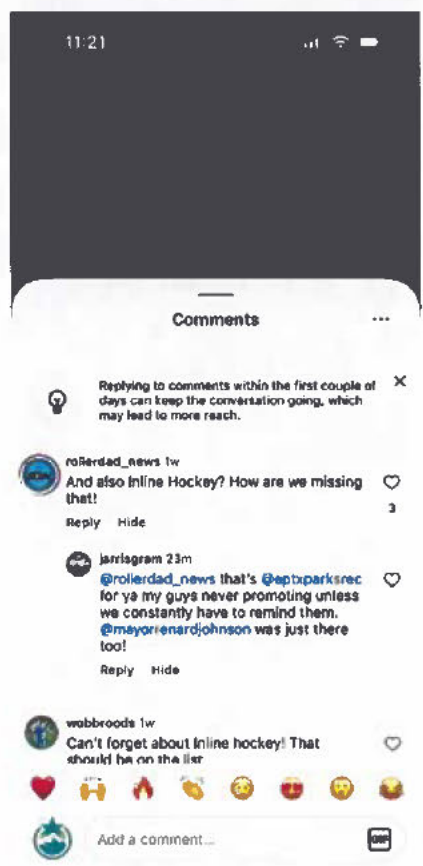 11:21
Comments
Replying to comments within the first couple of
days can keep the conversation going, which
may lead to more reach.
rollerdad_news 1w
And also Inline Hockey? How are we missing
that!
3
Reply Hide
jarrisgram 23m
@rollerdad_news that's @eptxparksrec
for ya my guys never promoting unless
we constantly have to remind them.
@mayorrenardjohnson was just there
too!
Reply Hide
wabbroods 1w
Can't forget about Inline hockey! That
should be on the list
Add a comment...
GIF